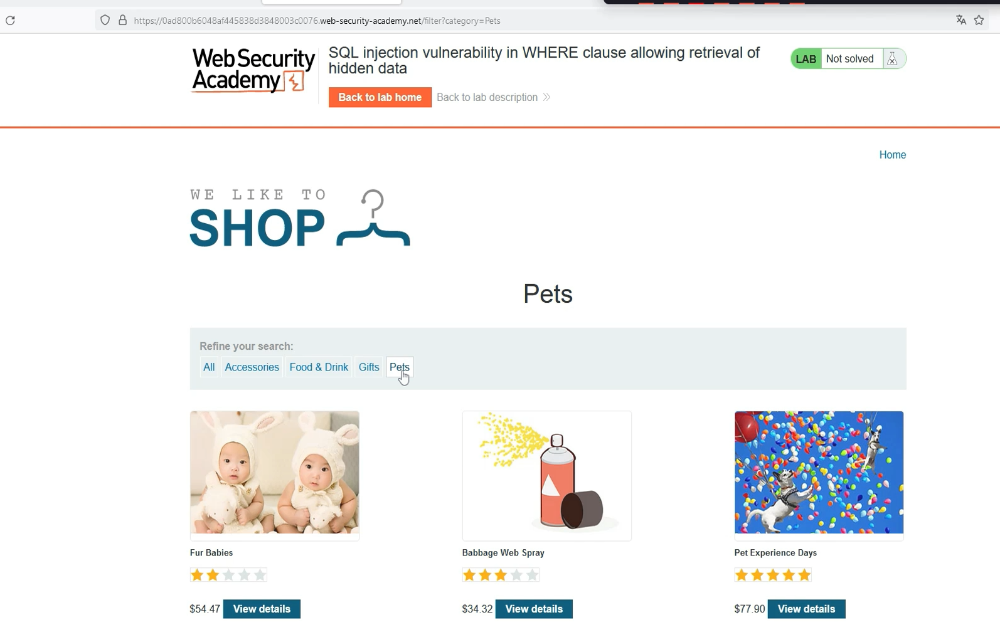 https://0ad800b6048af445838d3848003c0076.web-security-academy.net/filter?category=Pets
Web Security
Academy
SQL injection vulnerability in WHERE clause allowing retrieval of
hidden data
LAB Not solved
Back to lab home Back to lab description
Home
WE LIKE TO
SHOP
Pets
Refine your search:
All Accessories Food & Drink Gifts Pets
Fur Babies Babbage Web Spray Pet Experience Days
$54.47 View details $34.32 View details $77.90 View details